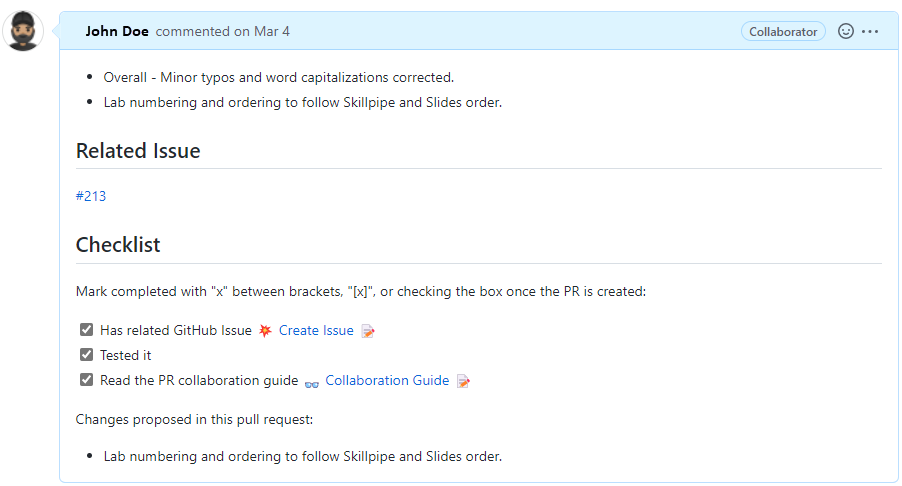 John Doe commented on Mar 4 Collaborator
Overall - Minor typos and word capitalizations corrected.
Lab numbering and ordering to follow Skillpipe and Slides order.
Related Issue
#213
Checklist
Mark completed with "x" between brackets, "[x]", or checking the box once the PR is created:
Has related GitHub Issue Create Issue
Tested it
Read the PR collaboration guide Collaboration Guide
Changes proposed in this pull request:
Lab numbering and ordering to follow Skillpipe and Slides order.